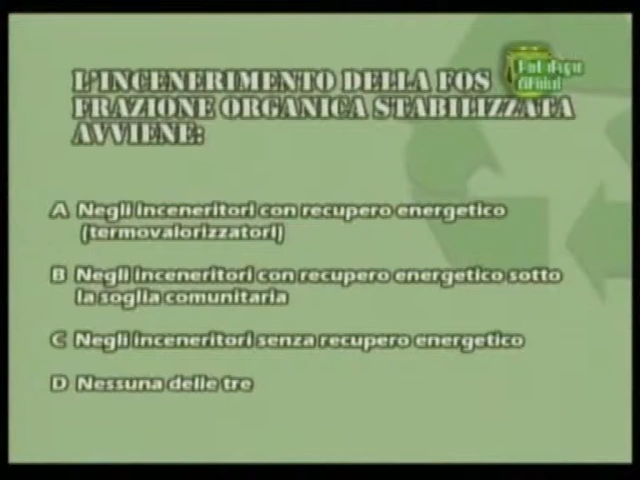 L'INCENERIMENTO DELLA FOS
FRAZIONE ORGANICA STABILIZZATA
AVVIENE:
A Negli inceneritori con recupero energetico
(termovalorizzatori)
B Negli inceneritori con recupero energetico sotto
la soglia comunitaria
C Negli inceneritori senza recupero energetico
D Nessuna delle tre